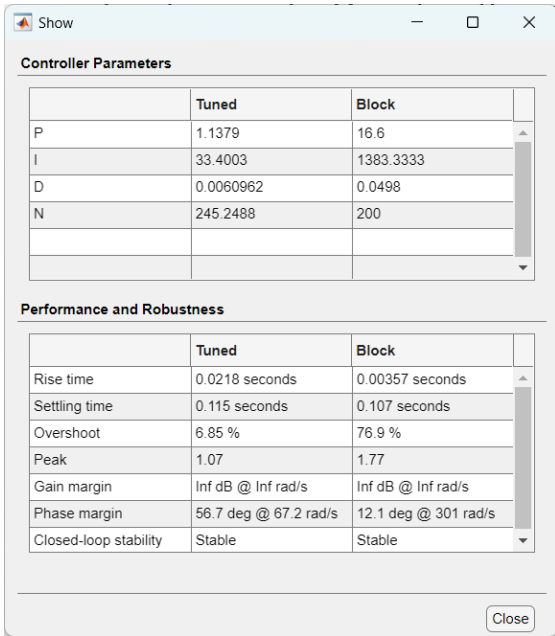 Show
Controller Parameters
Tuned Block
P 1.1379 16.6
I 33.4003 1383.3333
D 0.0060962 0.0498
N 245.2488 200
Performance and Robustness
Tuned Block
Rise time 0.0218 seconds 0.00357 seconds
Settling time 0.115 seconds 0.107 seconds
Overshoot 6.85 % 76.9 %
Peak 1.07 1.77
Gain margin Inf dB @ Inf rad/s Inf dB @ Inf rad/s
Phase margin 56.7 deg @ 67.2 rad/s 12.1 deg @ 301 rad/s
Closed-loop stability Stable Stable
Close